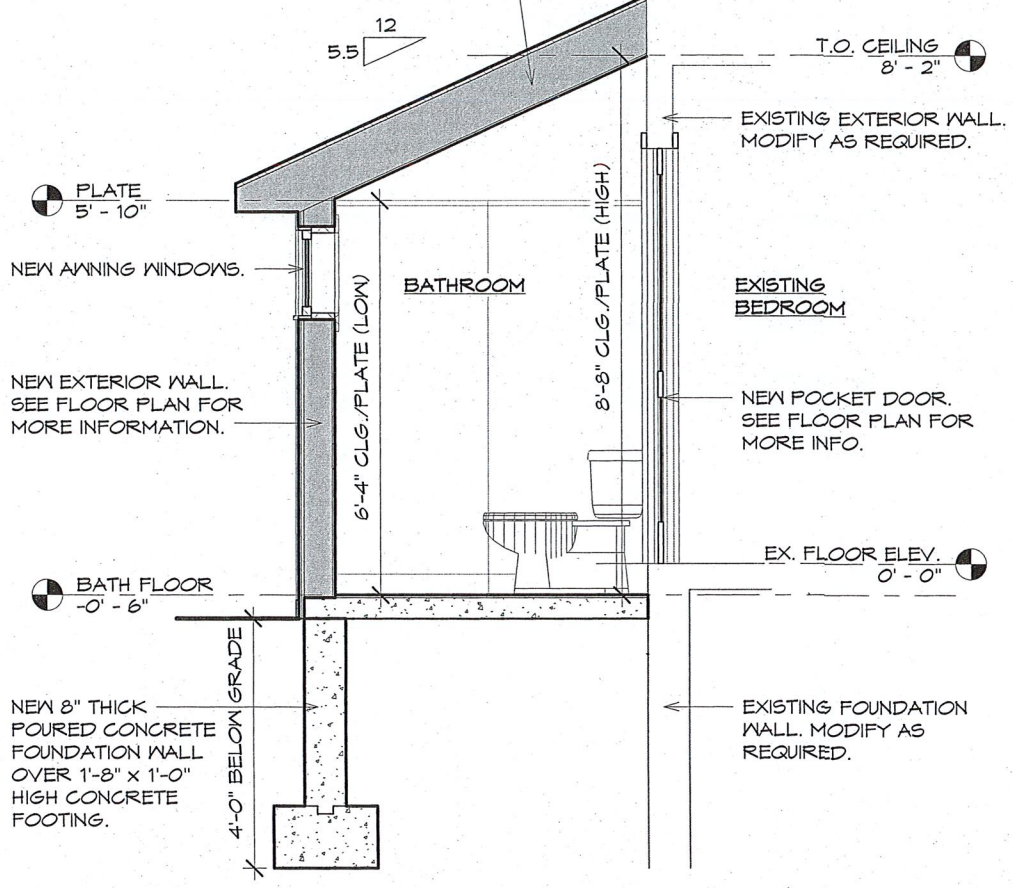 12
5.5
T.O. CEILING
8' - 2"
EXISTING EXTERIOR WALL.
MODIFY AS REQUIRED.
PLATE
5' - 10"
NEW AWNING WINDOWS.
BATHROOM
EXISTING
BEDROOM
6'-4" CLG./PLATE (LOW)
8'-8" CLG./PLATE (HIGH)
NEW EXTERIOR WALL.
SEE FLOOR PLAN FOR
MORE INFORMATION.
NEW POCKET DOOR.
SEE FLOOR PLAN FOR
MORE INFO.
EX. FLOOR ELEV.
0' - 0"
BATH FLOOR
-0' - 6"
4'-0" BELOW GRADE
NEW 8" THICK
POURED CONCRETE
FOUNDATION WALL
OVER 1'-8" x 1'-0"
HIGH CONCRETE
FOOTING.
EXISTING FOUNDATION
WALL. MODIFY AS
REQUIRED.